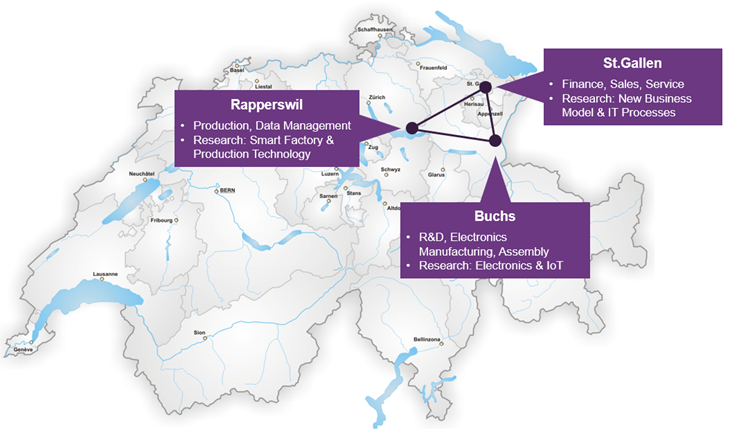 Schaffhausen
Basel
Liestal
Frauenfeld
Zürich
St. G
Herisau
Appenzell
St.Gallen
• Finance, Sales, Service
• Research: New Business
Model & IT Processes
Rapperswil
• Production, Data Management
• Research: Smart Factory &
Production Technology
Zug
Luzern
Schwyz
Glarus
Neuchâtel
BERN
Sarnen
Stans
Altdo
Fribourg
Buchs
• R&D, Electronics
Manufacturing, Assembly
• Research: Electronics & IoT
Lausanne
Genève
Sion
Bellinzona